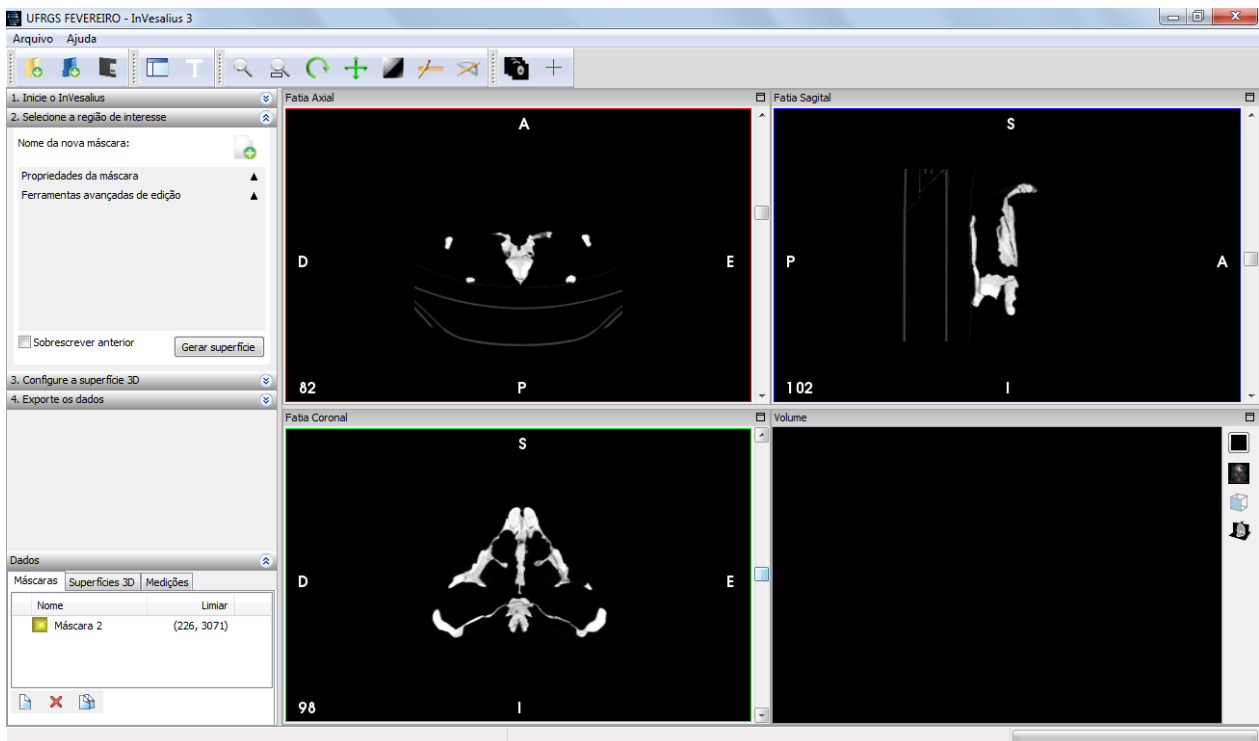 UFRGS FEVEREIRO - InVesalius 3
Arquivo Ajuda
1. Inicie o InVesalius
2. Selecione a região de interesse
Nome da nova máscara:
Propriedades da máscara
Ferramentas avançadas de edição
Sobrescrever anterior
Gerar superfície
3. Configure a superfície 3D
4. Exporte os dados
Dados
Máscaras Superfícies 3D Medições
Nome Limiar
Máscara 2 (226, 3071)
Fatia Axial
A
D E
82 P
Fatia Sagital
S
P A
102 I
Fatia Coronal
S
D E
98 I
Volume